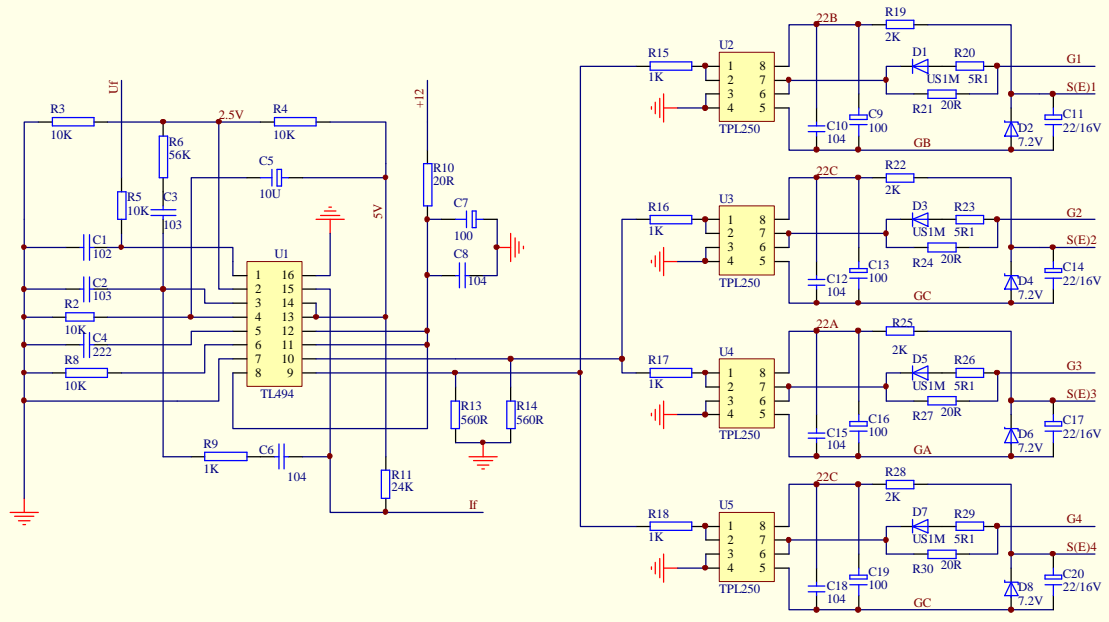 Uf
+12
R3
10K
2.5V
R4
10K
R6
56K
C5
10U
R10
20R
R5
10K
C3
103
5V
C7
100
C1
102
C8
104
U1
C2
103
R2
10K
C4
222
R8
10K
1 16
2 15
3 14
4 13
5 12
6 11
7 10
8 9
TL494
R13
560R
R14
560R
R9
1K
C6
104
R11
24K
If
R15
1K
U2
1 8
2 7
3 6
4 5
TPL250
22B
R19
2K
D1
US1M
R20
5R1
R21
20R
G1
S(E)1
C10
104
C9
100
D2
7.2V
C11
22/16V
GB
R16
1K
U3
1 8
2 7
3 6
4 5
TPL250
22C
R22
2K
D3
US1M
R23
5R1
R24
20R
G2
S(E)2
C12
104
C13
100
D4
7.2V
C14
22/16V
GC
R17
1K
U4
1 8
2 7
3 6
4 5
TPL250
22A
R25
2K
D5
US1M
R26
5R1
R27
20R
G3
S(E)3
C15
104
C16
100
D6
7.2V
C17
22/16V
GA
R18
1K
U5
1 8
2 7
3 6
4 5
TPL250
22C
R28
2K
D7
US1M
R29
5R1
R30
20R
G4
S(E)4
C18
104
C19
100
D8
7.2V
C20
22/16V
GC